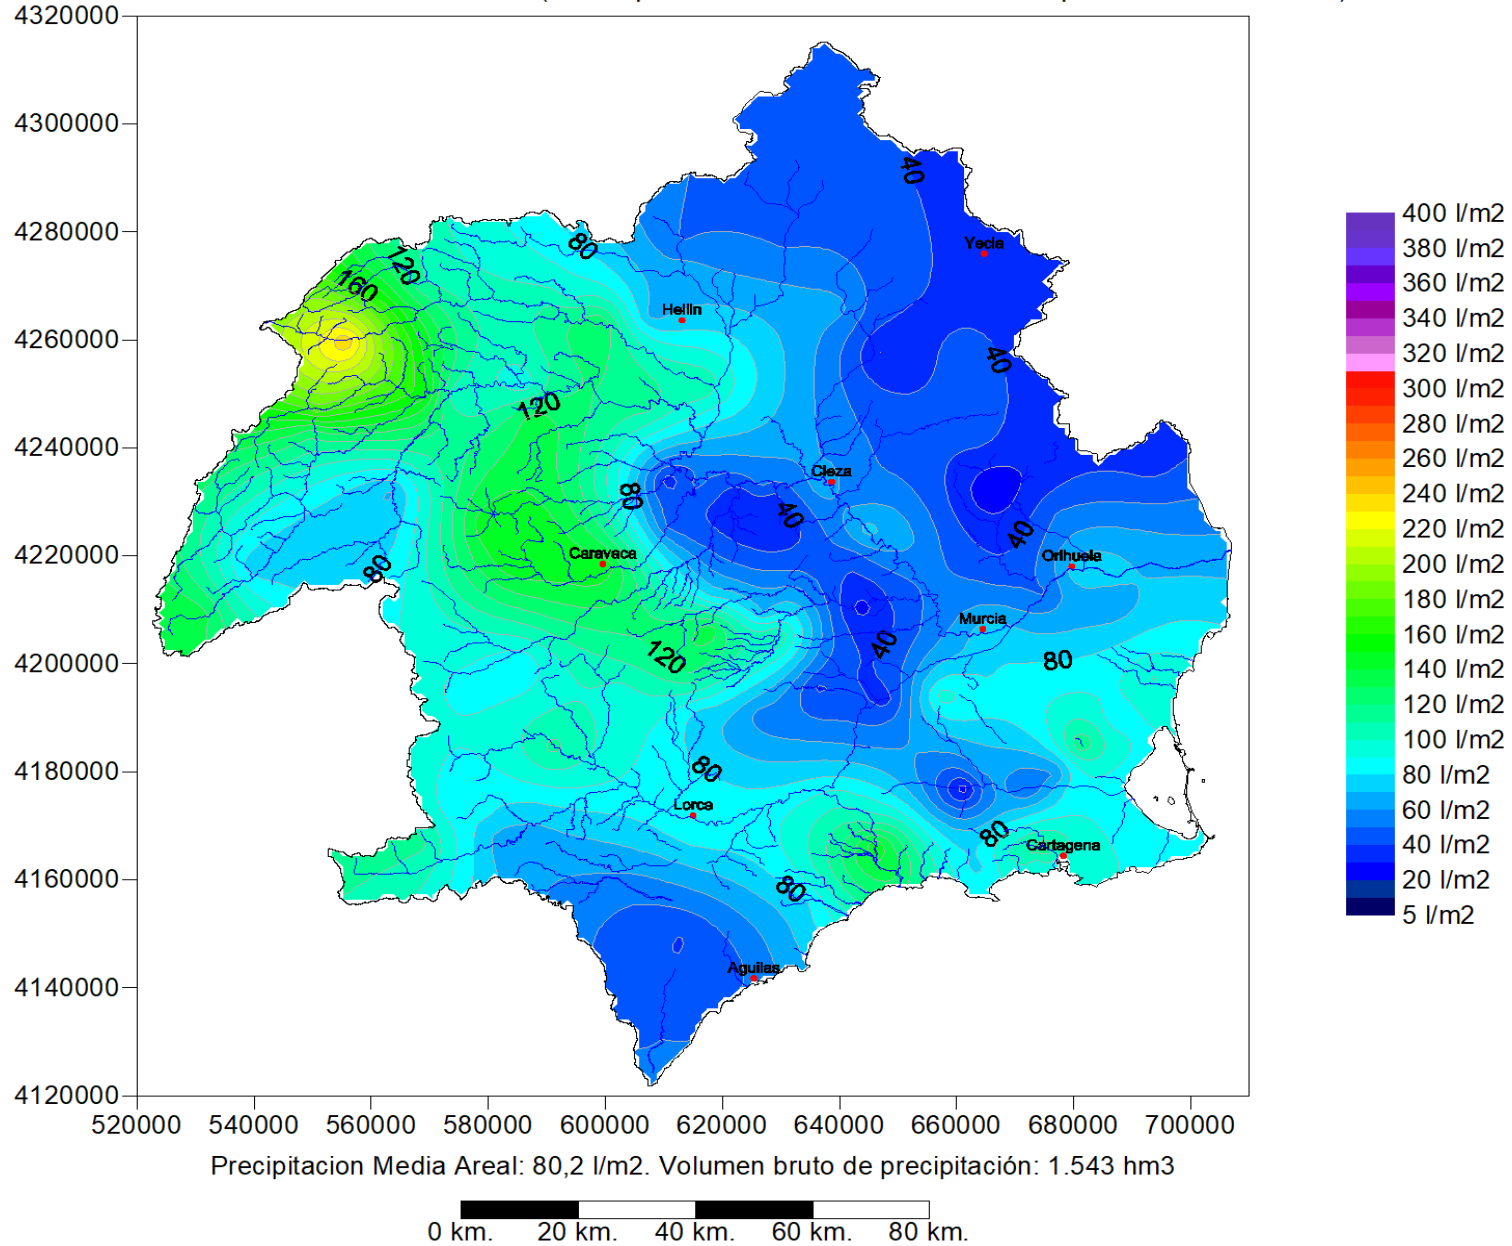 4320000
4300000
4280000
4260000
4240000
4220000
4200000
4180000
4160000
4140000
4120000
520000 540000 560000 580000 600000 620000 640000 660000 680000 700000
40
Yecla
80
120
160
Hellin
40
120
Cieza
80
40
40
Caravaca
Orihuela
80
Murcia
40
120
80
80
Lorca
80
Cartagena
80
Aguilas
400 l/m2
380 l/m2
360 l/m2
340 l/m2
320 l/m2
300 l/m2
280 l/m2
260 l/m2
240 l/m2
220 l/m2
200 l/m2
180 l/m2
160 l/m2
140 l/m2
120 l/m2
100 l/m2
80 l/m2
60 l/m2
40 l/m2
20 l/m2
5 l/m2
Precipitacion Media Areal: 80,2 l/m2. Volumen bruto de precipitación: 1.543 hm3
0 km. 20 km. 40 km. 60 km. 80 km.